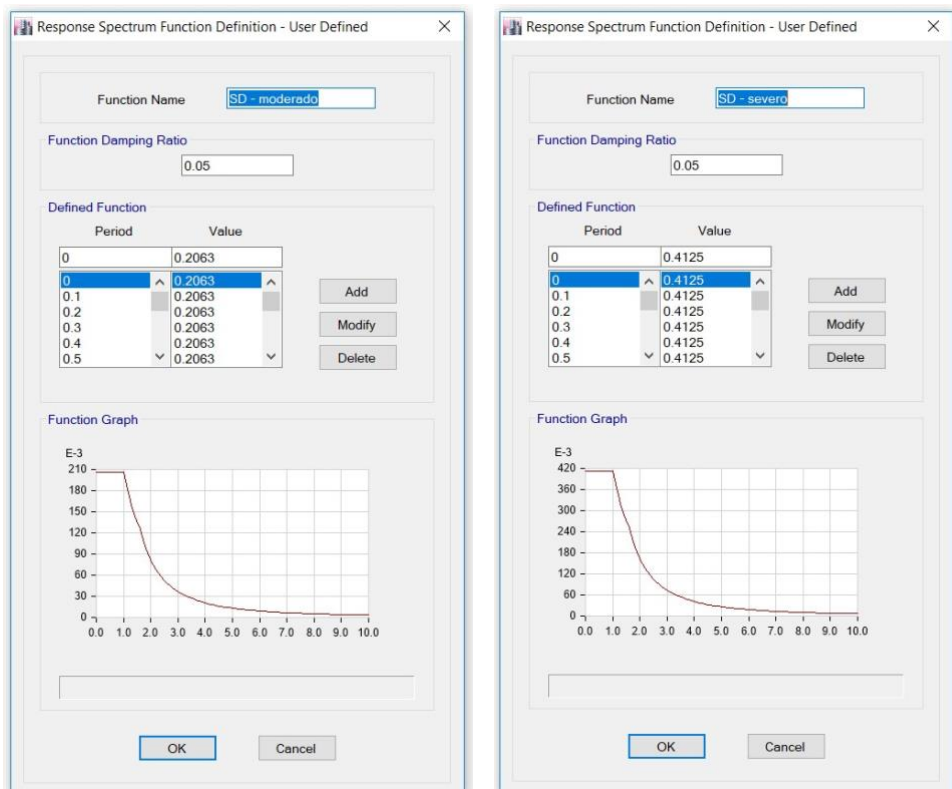 Response Spectrum Function Definition - User Defined
Function Name SD - moderado
Function Damping Ratio
0.05
Defined Function
Period Value
0 0.2063
0 0.2063
0.1 0.2063
0.2 0.2063
0.3 0.2063
0.4 0.2063
0.5 0.2063
Add
Modify
Delete
Function Graph
E-3
210
180
150
120
90
60
30
0
0.0 1.0 2.0 3.0 4.0 5.0 6.0 7.0 8.0 9.0 10.0
OK Cancel
Response Spectrum Function Definition - User Defined
Function Name SD - severo
Function Damping Ratio
0.05
Defined Function
Period Value
0 0.4125
0 0.4125
0.1 0.4125
0.2 0.4125
0.3 0.4125
0.4 0.4125
0.5 0.4125
Add
Modify
Delete
Function Graph
E-3
420
360
300
240
180
120
60
0
0.0 1.0 2.0 3.0 4.0 5.0 6.0 7.0 8.0 9.0 10.0
OK Cancel